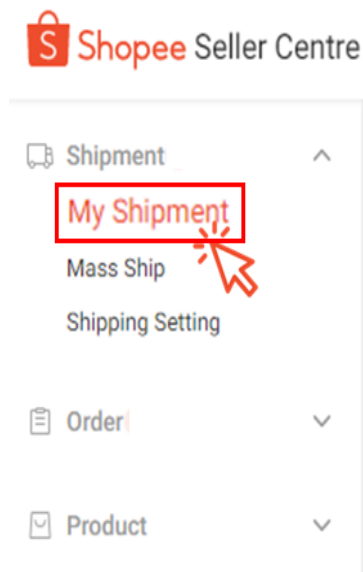 S Shopee Seller Centre
Shipment
My Shipment
Mass Ship
Shipping Setting
Order
Product